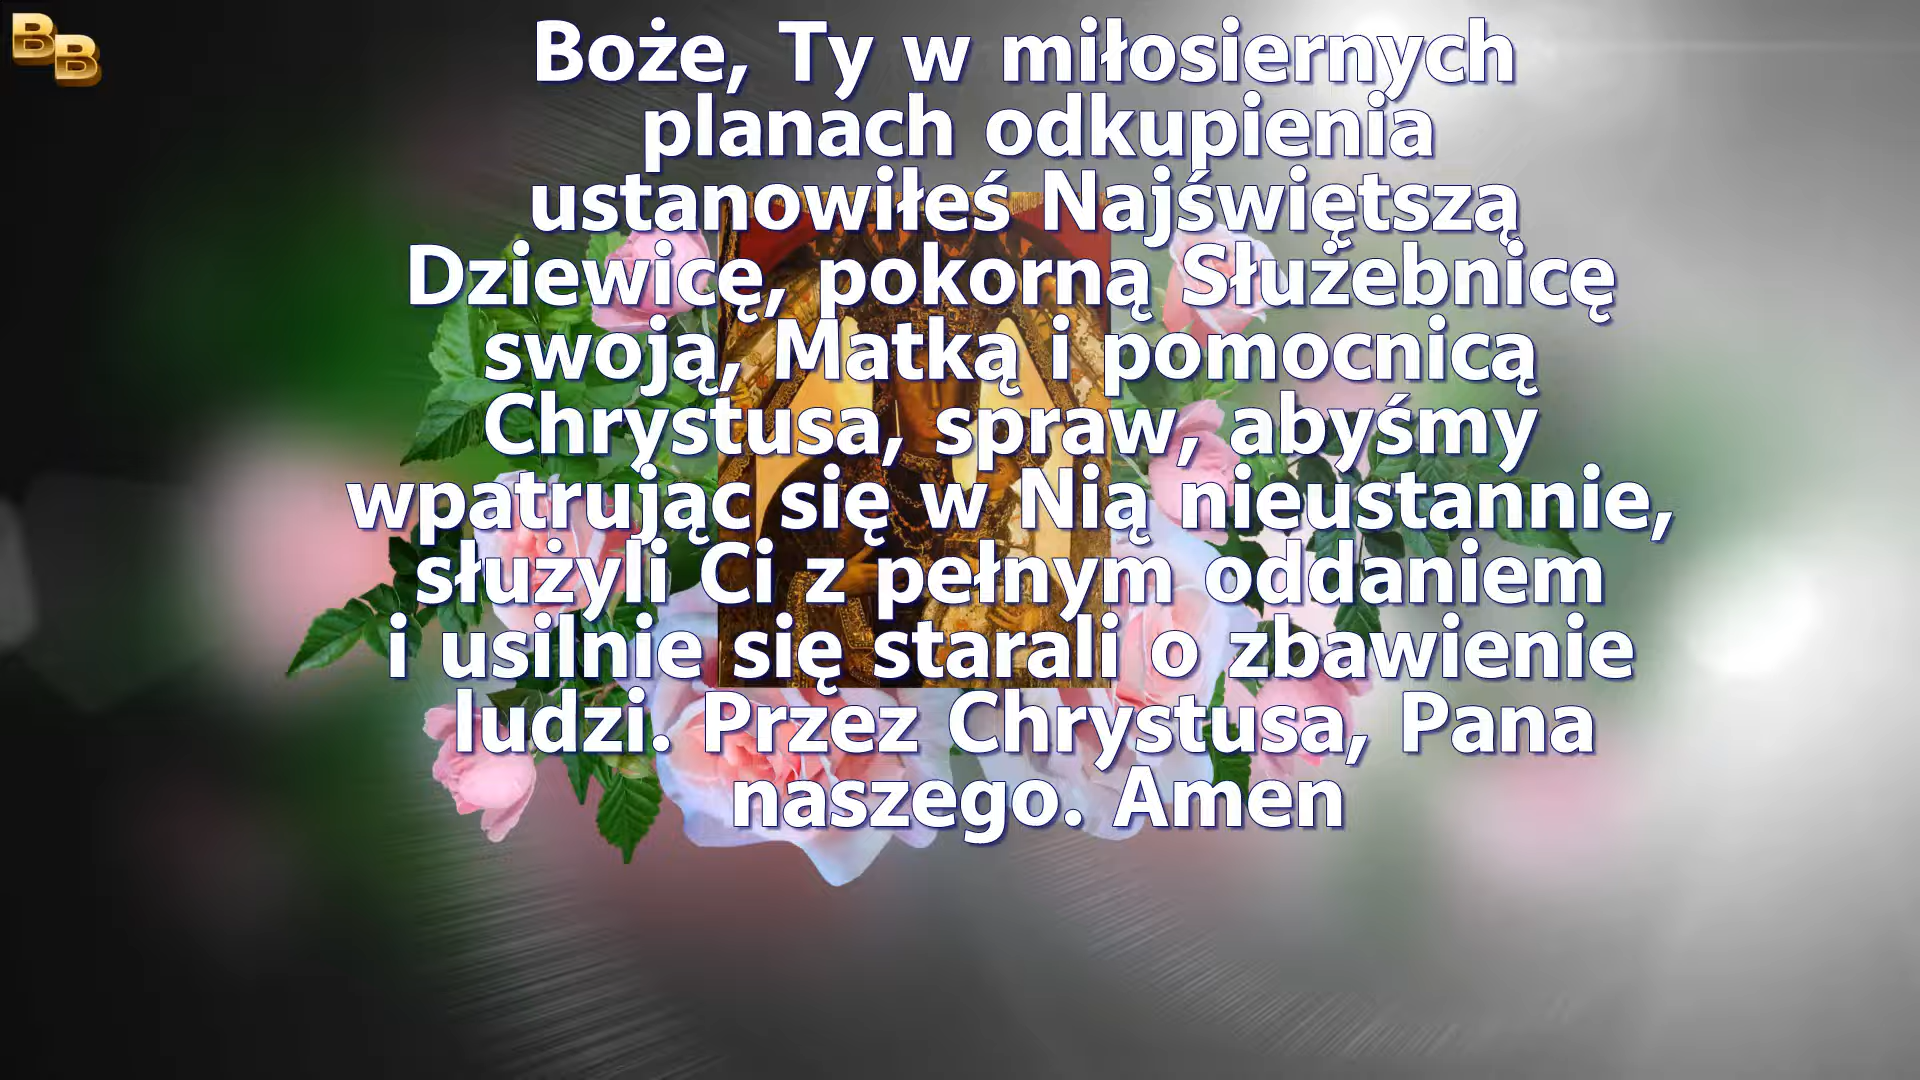 BB
Boże, Ty w miłosiernych
planach odkupienia
ustanowiłeś Najświętszą
Dziewicę, pokorną Służebnicę
swoją, Matką i pomocnicą
Chrystusa, spraw, abyśmy
wpatrując się w Nią nieustannie,
służyli Ci z pełnym oddaniem
i usilnie się starali o zbawienie
ludzi. Przez Chrystusa, Pana
naszego. Amen